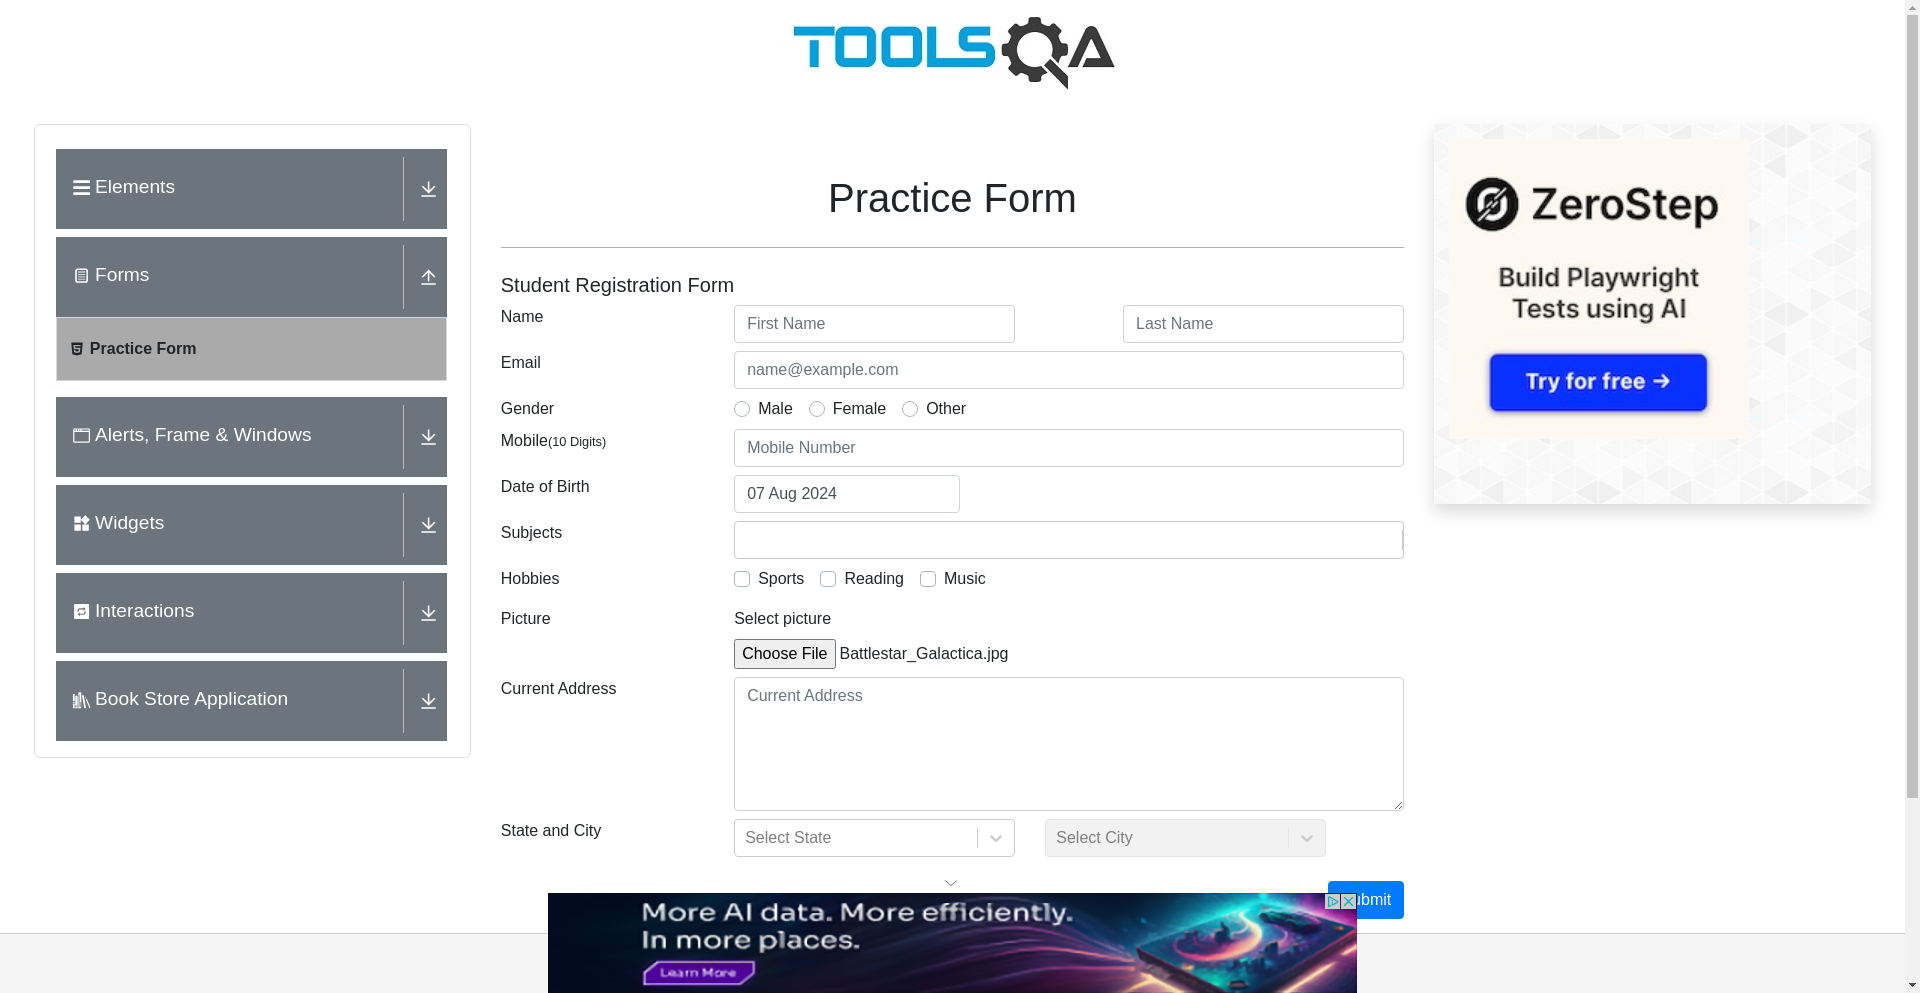 TOOLSQA
Elements
Forms
Practice Form
Alerts, Frame & Windows
Widgets
Interactions
Book Store Application
Practice Form
Student Registration Form
Name
First Name
Last Name
Email
name@example.com
Gender
Male
Female
Other
Mobile(10 Digits)
Mobile Number
Date of Birth
07 Aug 2024
Subjects
Hobbies
Sports
Reading
Music
Picture
Select picture
Choose File Battlestar_Galactica.jpg
Current Address
Current Address
State and City
Select State
Select City
ubmit
More AI data. More efficiently.
In more places.
Learn More
ZeroStep
Build Playwright
Tests using AI
Try for free →